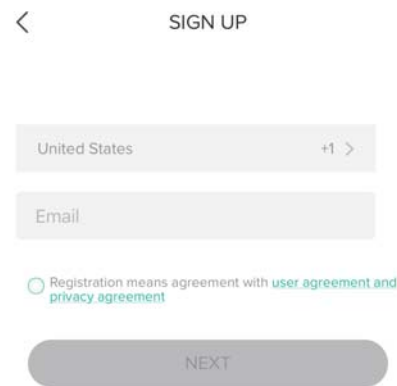 SIGN UP
United States +1
Email
Registration means agreement with user agreement and
privacy agreement
NEXT